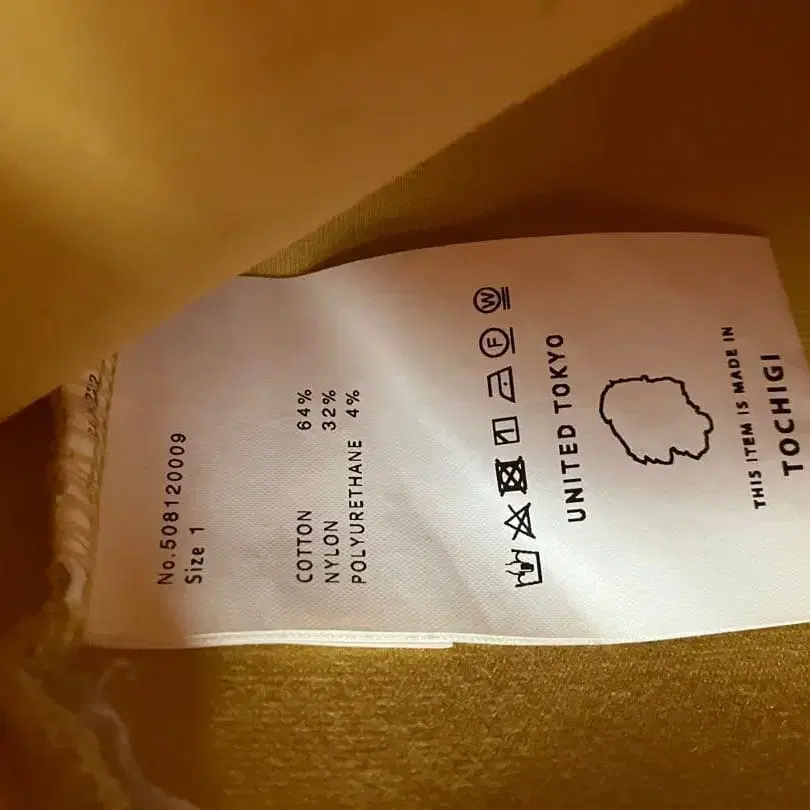 No.508120009
Size 1
COTTON 64%
NYLON 32%
POLYURETHANE 4%
F W
UNITED TOKYO
THIS ITEM IS MADE IN
TOCHIGI